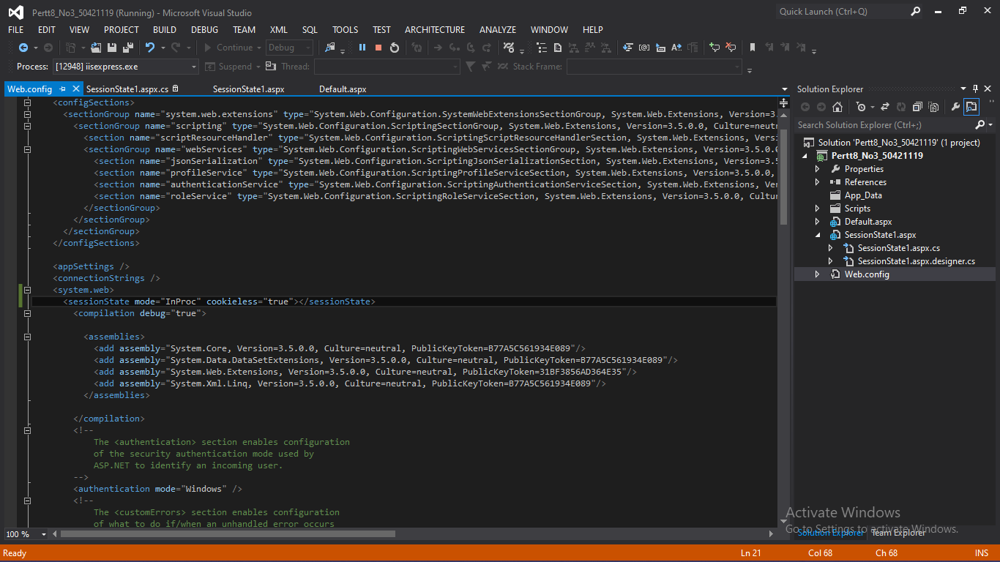 Pertt8_No3_50421119 (Running) - Microsoft Visual Studio
Quick Launch (Ctrl+Q)
FILE EDIT VIEW PROJECT BUILD DEBUG TEAM XML SQL TOOLS TEST ARCHITECTURE ANALYZE WINDOW HELP
Continue Debug
Process: [12948] iisexpress.exe Suspend Thread: Stack Frame:
Web.config SessionState1.aspx.cs SessionState1.aspx Default.aspx
<configSections>
<sectionGroup name="system.web.extensions" type="System.Web.Configuration.SystemWebExtensionsSectionGroup, System.Web.Extensions, Version=3.
<sectionGroup name="scripting" type="System.Web.Configuration.ScriptingSectionGroup, System.Web.Extensions, Version=3.5.0.0, Culture=neutr
<section name="scriptResourceHandler" type="System.Web.Configuration.ScriptingScriptResourceHandlerSection, System.Web.Extensions, Versi
<sectionGroup name="webServices" type="System.Web.Configuration.ScriptingWebServicesSectionGroup, System.Web.Extensions, Version=3.5.0.0
<section name="jsonSerialization" type="System.Web.Configuration.ScriptingJsonSerializationSection, System.Web.Extensions, Version=3.5
<section name="profileService" type="System.Web.Configuration.ScriptingProfileServiceSection, System.Web.Extensions, Version=3.5.0.0,
<section name="authenticationService" type="System.Web.Configuration.ScriptingAuthenticationServiceSection, System.Web.Extensions, Ver
<section name="roleService" type="System.Web.Configuration.ScriptingRoleServiceSection, System.Web.Extensions, Version=3.5.0.0, Cultu
</sectionGroup>
</sectionGroup>
</sectionGroup>
</configSections>
<appSettings />
<connectionStrings />
<system.web>
<sessionState mode="InProc" cookieless="true"></sessionState>
<compilation debug="true">
<assemblies>
<add assembly="System.Core, Version=3.5.0.0, Culture=neutral, PublicKeyToken=B77A5C561934E089"/>
<add assembly="System.Data.DataSetExtensions, Version=3.5.0.0, Culture=neutral, PublicKeyToken=B77A5C561934E089"/>
<add assembly="System.Web.Extensions, Version=3.5.0.0, Culture=neutral, PublicKeyToken=31BF3856AD364E35"/>
<add assembly="System.Xml.Linq, Version=3.5.0.0, Culture=neutral, PublicKeyToken=B77A5C561934E089"/>
</assemblies>
</compilation>
<!--
The <authentication> section enables configuration
of the security authentication mode used by
ASP.NET to identify an incoming user.
-->
<authentication mode="Windows" />
<!--
The <customErrors> section enables configuration
of what to do if/when an unhandled error occurs
100 %
Solution Explorer
Search Solution Explorer (Ctrl+;)
Solution 'Pertt8_No3_50421119' (1 project)
Pertt8_No3_50421119
Properties
References
App_Data
Scripts
Default.aspx
SessionState1.aspx
SessionState1.aspx.cs
SessionState1.aspx.designer.cs
Web.config
Activate Windows
Go to Settings to activate Windows.
Solution Explorer Team Explorer
Ready Ln 21 Col 68 Ch 68 INS